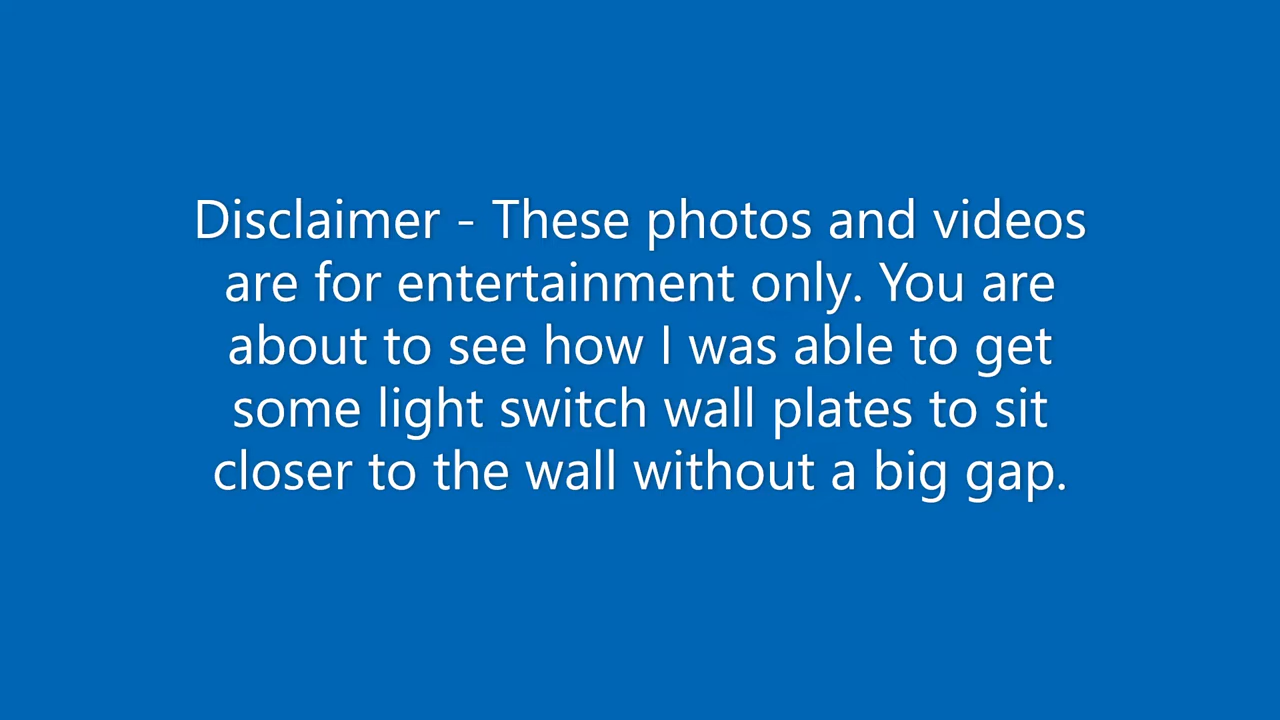 Disclaimer - These photos and videos
are for entertainment only. You are
about to see how I was able to get
some light switch wall plates to sit
closer to the wall without a big gap.